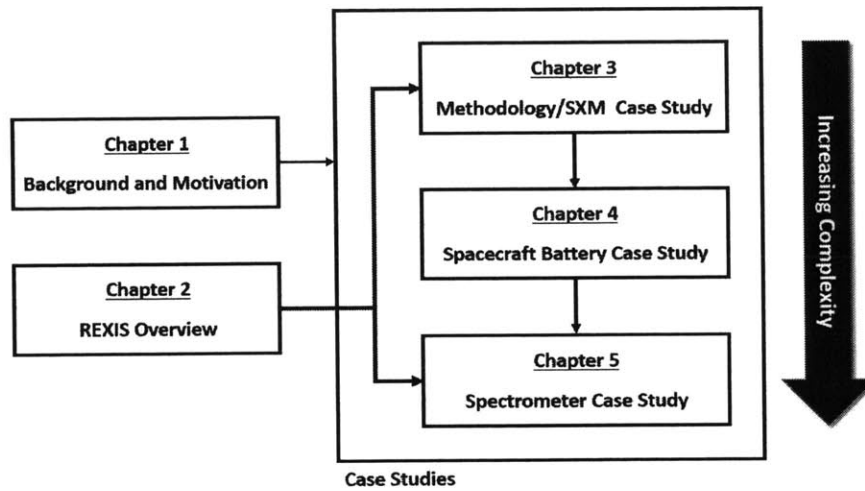 Chapter 1
Background and Motivation
Chapter 2
REXIS Overview
Chapter 3
Methodology/SXM Case Study
Chapter 4
Spacecraft Battery Case Study
Chapter 5
Spectrometer Case Study
Case Studies
Increasing Complexity